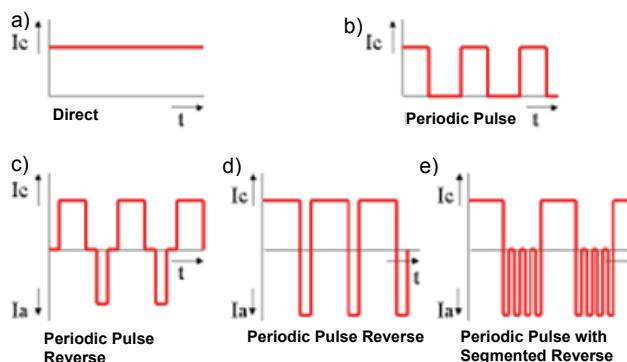 a)
Ic
Direct
t
b)
Ic
Periodic Pulse
t
c)
Ic
Ia
t
Periodic Pulse
Reverse
d)
Ic
Ia
t
Periodic Pulse Reverse
e)
Ic
Ia
Periodic Pulse with
Segmented Reverse